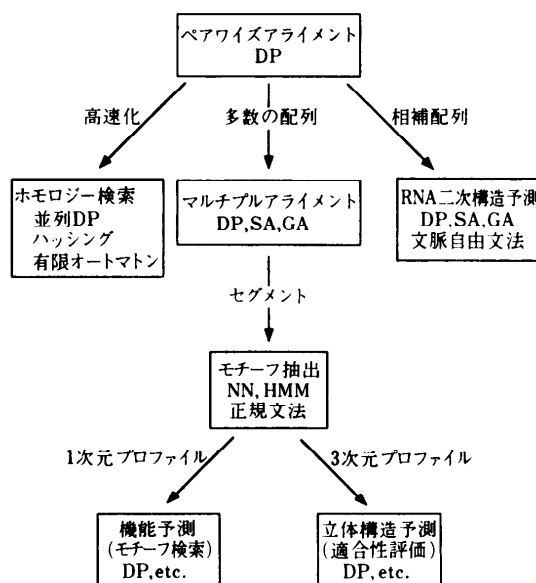 ペアワイズアライメント
DP
高速化
多数の配列
相補配列
ホモロジー検索
並列DP
ハッシング
有限オートマトン
マルチプルアライメント
DP,SA,GA
RNA二次構造予測
DP,SA,GA
文脈自由文法
セグメント
モチーフ抽出
NN,HMM
正規文法
1次元プロファイル
3次元プロファイル
機能予測
(モチーフ検索)
DP,etc.
立体構造予測
(適合性評価)
DP,etc.